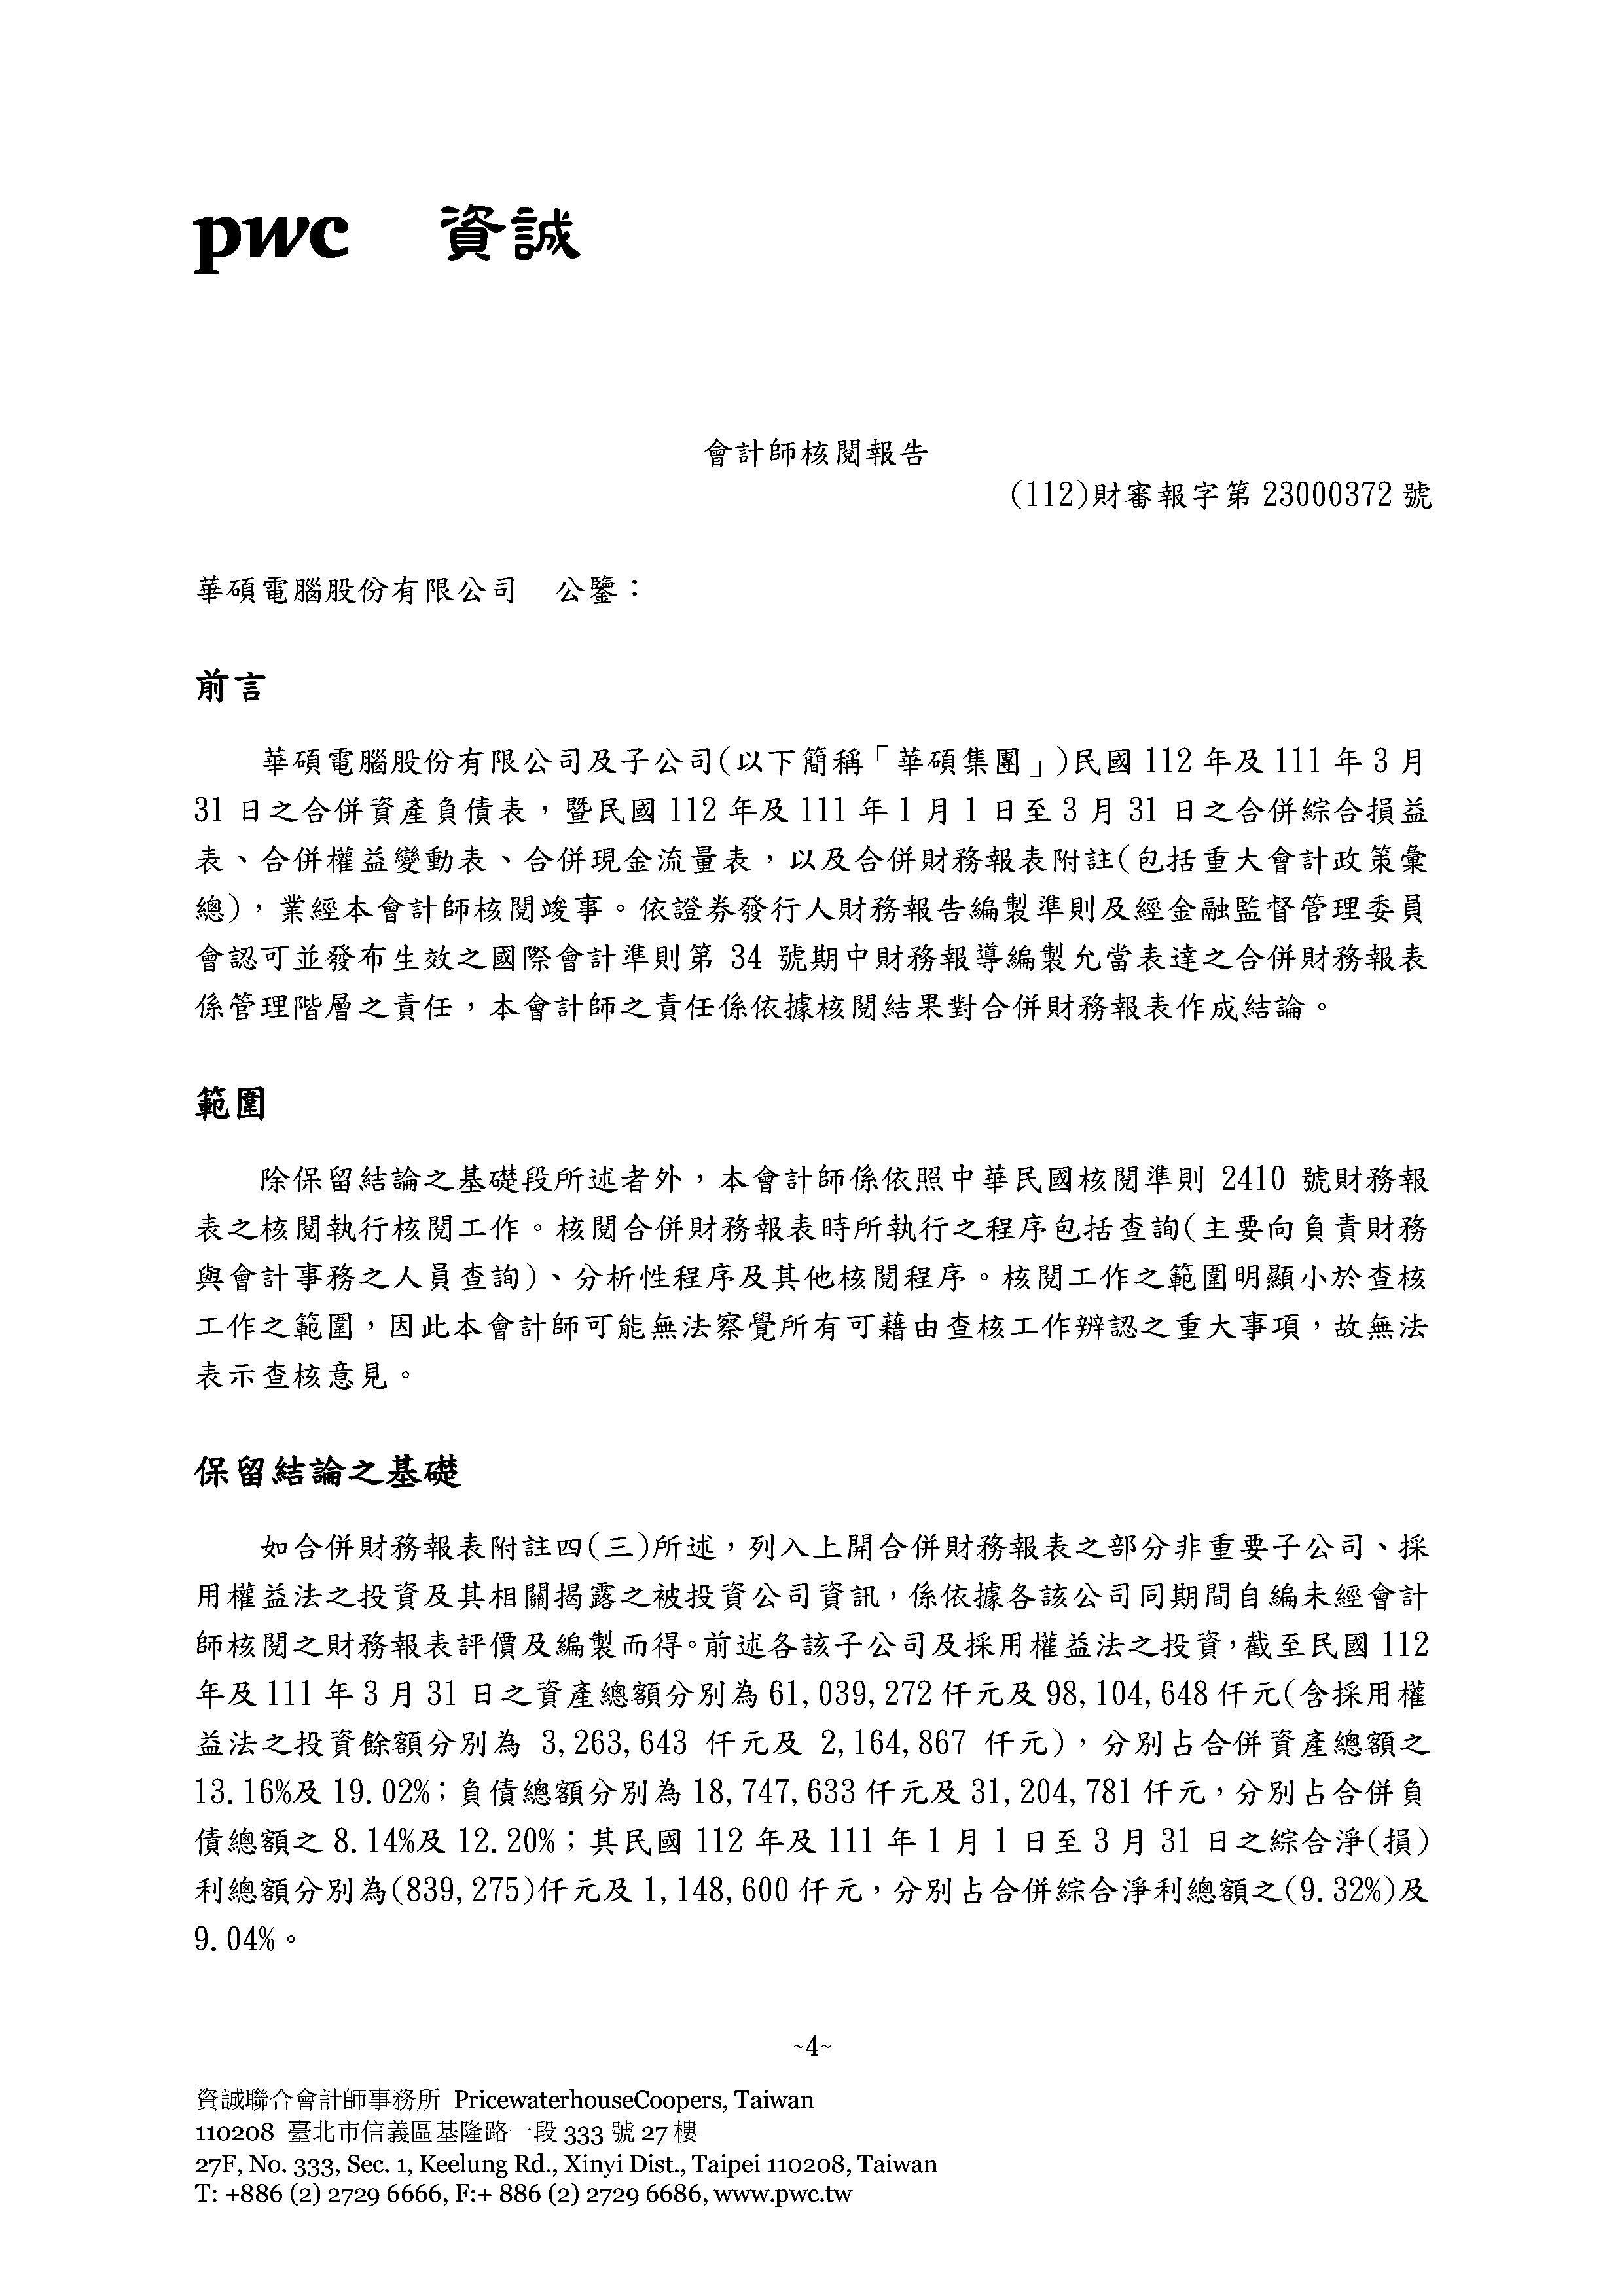 pwc 資誠
會計師核閱報告
(112)財審報字第 23000372 號
華碩電腦股份有限公司 公鑒：
前言
華碩電腦股份有限公司及子公司(以下簡稱「華碩集團」)民國 112 年及 111 年 3 月
31 日之合併資產負債表，暨民國 112 年及 111 年 1 月 1 日至 3 月 31 日之合併綜合損益
表、合併權益變動表、合併現金流量表，以及合併財務報表附註(包括重大會計政策彙
總)，業經本會計師核閱竣事。依證券發行人財務報告編製準則及經金融監督管理委員
會認可並發布生效之國際會計準則第 34 號期中財務報導編製允當表達之合併財務報表
係管理階層之責任，本會計師之責任係依據核閱結果對合併財務報表作成結論。
範圍
除保留結論之基礎段所述者外，本會計師係依照中華民國核閱準則 2410 號財務報
表之核閱執行核閱工作。核閱合併財務報表時所執行之程序包括查詢(主要向負責財務
與會計事務之人員查詢)、分析性程序及其他核閱程序。核閱工作之範圍明顯小於查核
工作之範圍，因此本會計師可能無法察覺所有可藉由查核工作辨認之重大事項，故無法
表示查核意見。
保留結論之基礎
如合併財務報表附註四(三)所述，列入上開合併財務報表之部分非重要子公司、採
用權益法之投資及其相關揭露之被投資公司資訊，係依據各該公司同期間自編未經會計
師核閱之財務報表評價及編製而得。前述各該子公司及採用權益法之投資，截至民國 112
年及 111 年 3 月 31 日之資產總額分別為 61,039,272 仟元及 98,104,648 仟元(含採用權
益法之投資餘額分別為 3,263,643 仟元及 2,164,867 仟元)，分別占合併資產總額之
13.16%及 19.02%；負債總額分別為 18,747,633 仟元及 31,204,781 仟元，分別占合併負
債總額之 8.14%及 12.20%；其民國 112 年及 111 年 1 月 1 日至 3 月 31 日之綜合淨(損)
利總額分別為(839,275)仟元及 1,148,600 仟元，分別占合併綜合淨利總額之(9.32%)及
9.04%。
~4~
資誠聯合會計師事務所 PricewaterhouseCoopers, Taiwan
110208 臺北市信義區基隆路一段 333 號 27 樓
27F, No. 333, Sec. 1, Keelung Rd., Xinyi Dist., Taipei 110208, Taiwan
T: +886 (2) 2729 6666, F:+ 886 (2) 2729 6686, www.pwc.tw